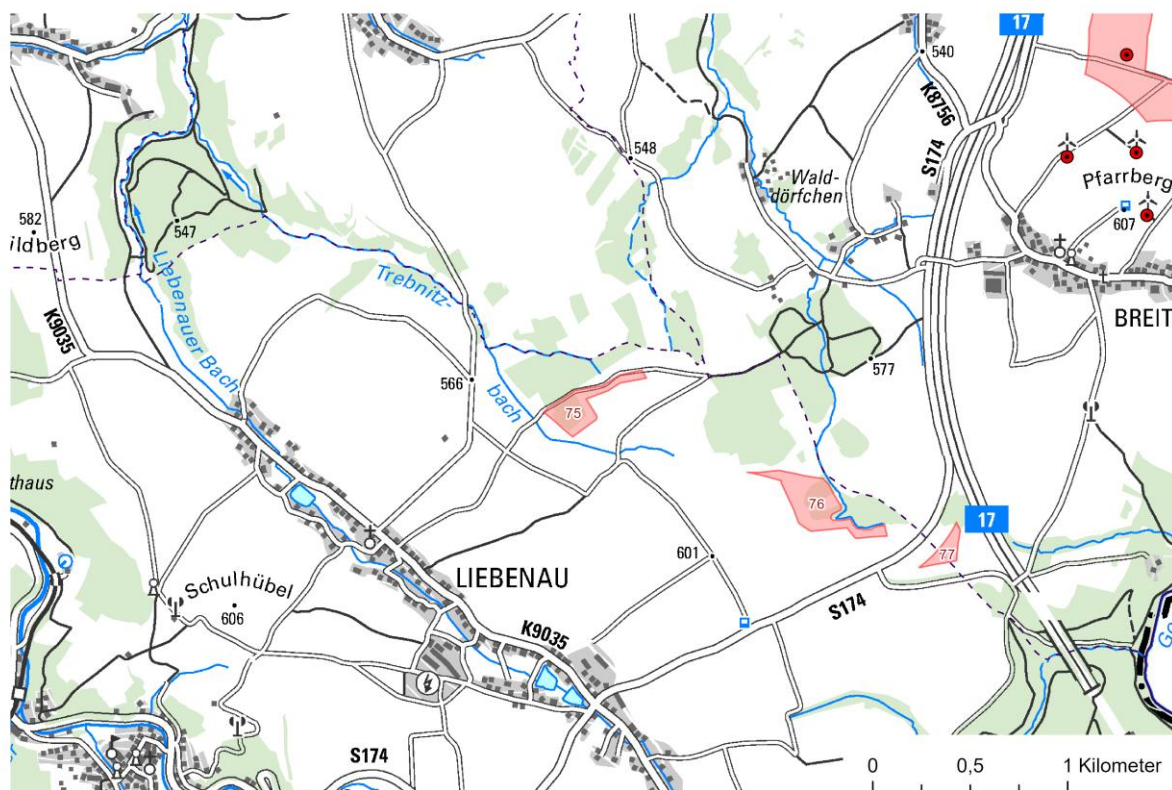 17
540
K8756
S174
548
Wald-
dörfchen
Pfarrberg
607
582
ildberg
547
Liebenauer Bach
Trebnitz-
bach
K9035
BREIT
566
577
75
thaus
76
17
77
601
LIEBENAU
Schulhübel
606
K9035
S174
S174
Go
0 0,5 1 Kilometer